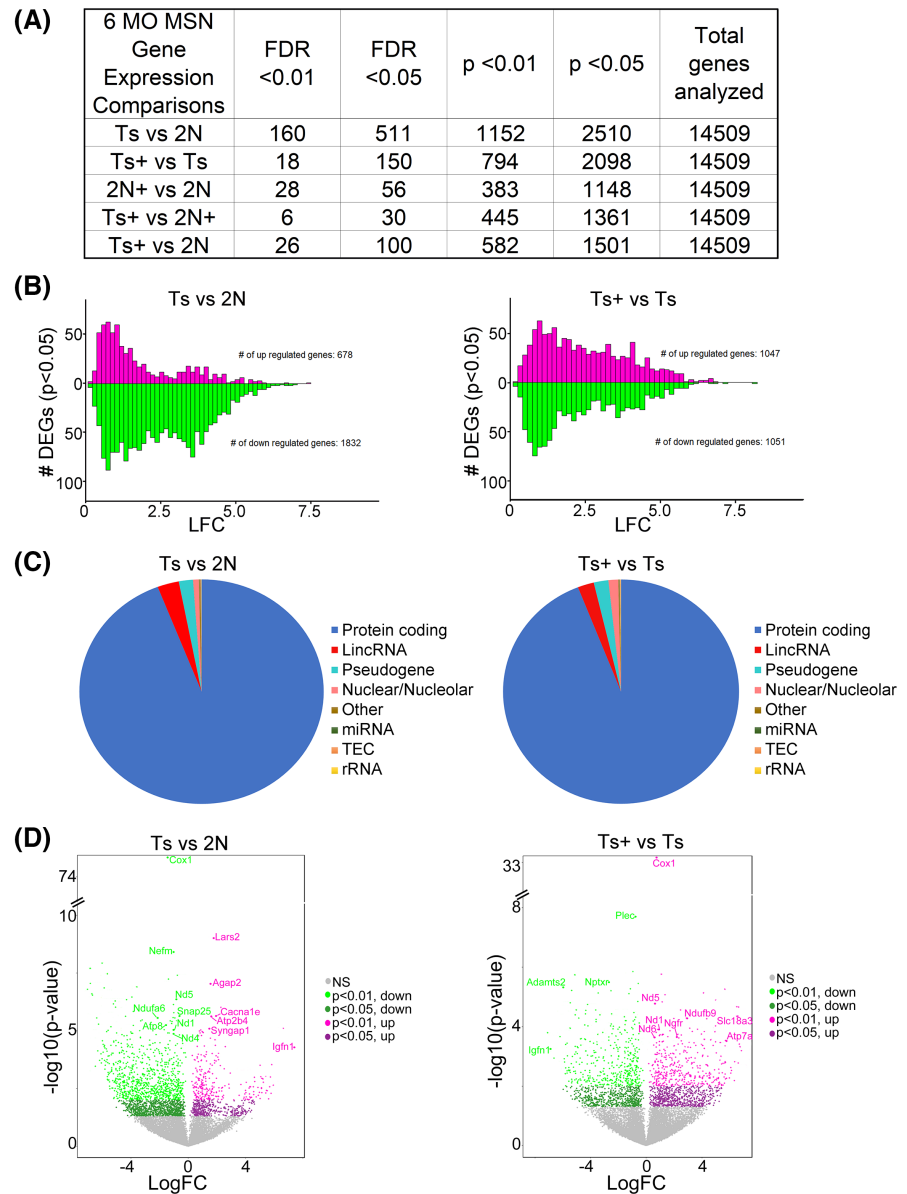 (A)
6 MO MSN
Gene
Expression
Comparisons
FDR
<0.01
FDR
<0.05
p <0.01
p <0.05
Total
genes
analyzed
Ts vs 2N 160 511 1152 2510 14509
Ts+ vs Ts 18 150 794 2098 14509
2N+ vs 2N 28 56 383 1148 14509
Ts+ vs 2N+ 6 30 445 1361 14509
Ts+ vs 2N 26 100 582 1501 14509
(B)
Ts vs 2N
# DEGs (p<0.05)
50
0
50
100
# of up regulated genes: 678
# of down regulated genes: 1832
0 2.5 5.0 7.5
LFC
Ts+ vs Ts
# DEGs (p<0.05)
50
0
50
100
# of up regulated genes: 1047
# of down regulated genes: 1051
0 2.5 5.0 7.5
LFC
(C)
Ts vs 2N
Protein coding
LincRNA
Pseudogene
Nuclear/Nucleolar
Other
miRNA
TEC
rRNA
Ts+ vs Ts
Protein coding
LincRNA
Pseudogene
Nuclear/Nucleolar
Other
miRNA
TEC
rRNA
(D)
Ts vs 2N
-log10(p-value)
74
10
5
0
Cox1
Lars2
Nefm
Agap2
Nd5
Ndufa6
Snap25
Cacna1e
Atp2b4
Afp8
Nd1
Syngap1
Nd4
Igfn1
-4 0 4
LogFC
NS
p<0.01, down
p<0.05, down
p<0.01, up
p<0.05, up
Ts+ vs Ts
-log10(p-value)
33
8
4
0
Cox1
Plec
Adamts2
Nptx
Nd5
Ndufb9
Nd1
Ngfr
Slc18a3
Nd6
Atp7a
Igfn1
-4 0 4
LogFC
NS
p<0.01, down
p<0.05, down
p<0.01, up
p<0.05, up